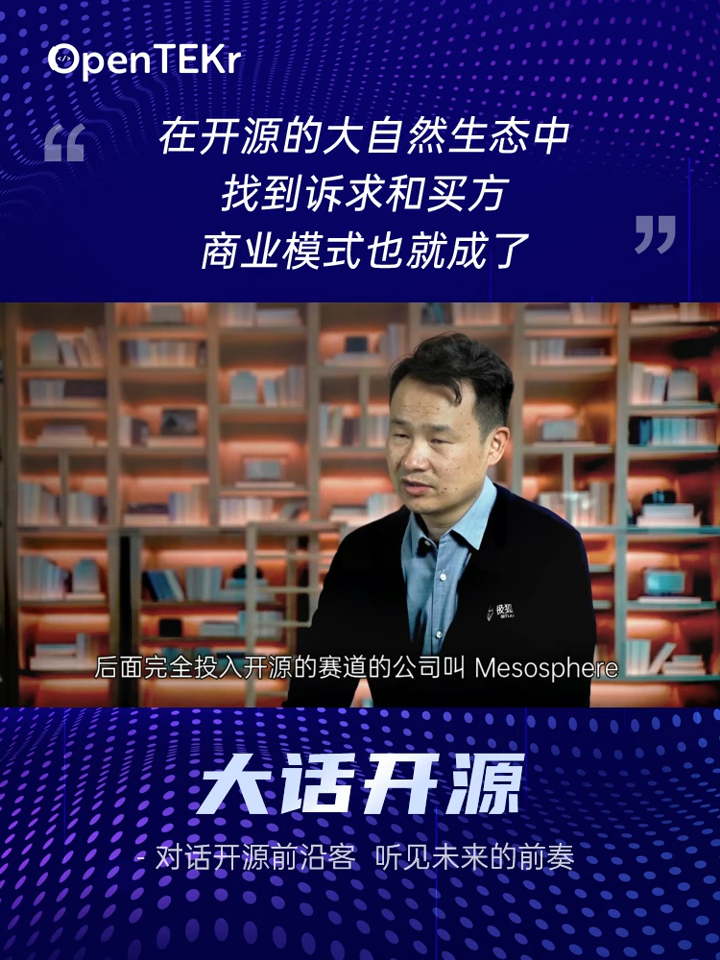 OpenTEKr
“在开源的大自然生态中
找到诉求和买方
商业模式也就成了”
极狐
后面完全投入开源的赛道的公司叫 Mesosphere
大话开源
- 对话开源前沿客 听见未来的前奏